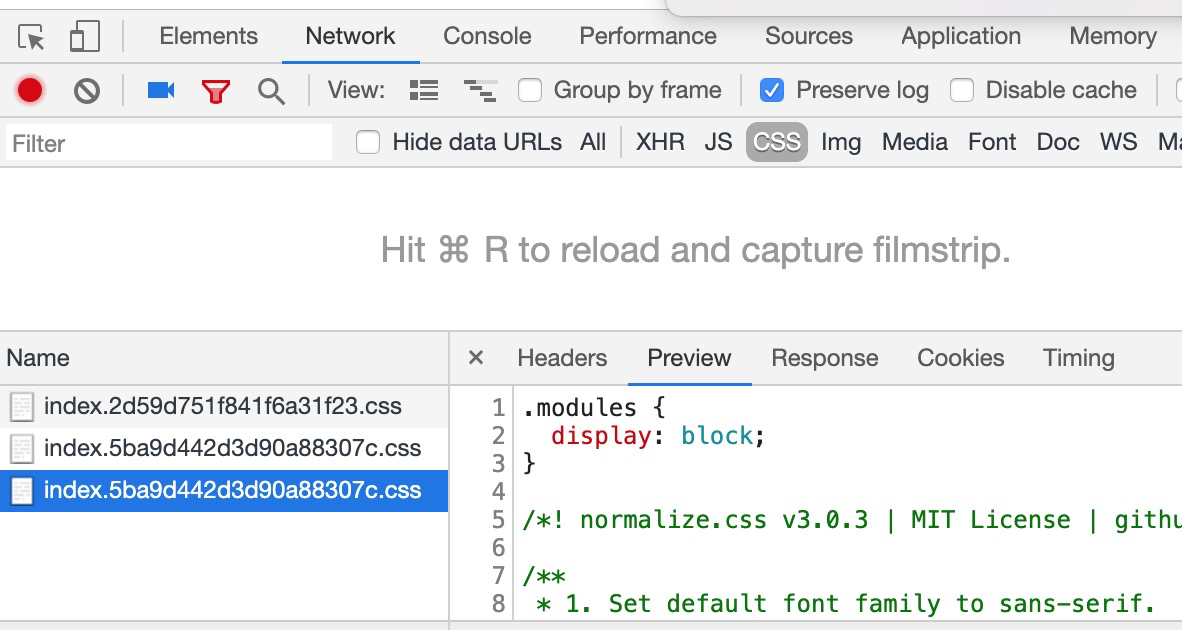 Elements Network Console Performance Sources Application Memory
View: Group by frame Preserve log Disable cache
Filter Hide data URLs All XHR JS CSS Img Media Font Doc WS
Hit ⌘ R to reload and capture filmstrip.
Name
index.2d59d751f841f6a31f23.css
index.5ba9d442d3d90a88307c.css
index.5ba9d442d3d90a88307c.css
× Headers Preview Response Cookies Timing
1 .modules {
2 display: block;
3 }
4
5 /*! normalize.css v3.0.3 | MIT License |
6
7 /**
8 * 1. Set default font family to sans-serif.